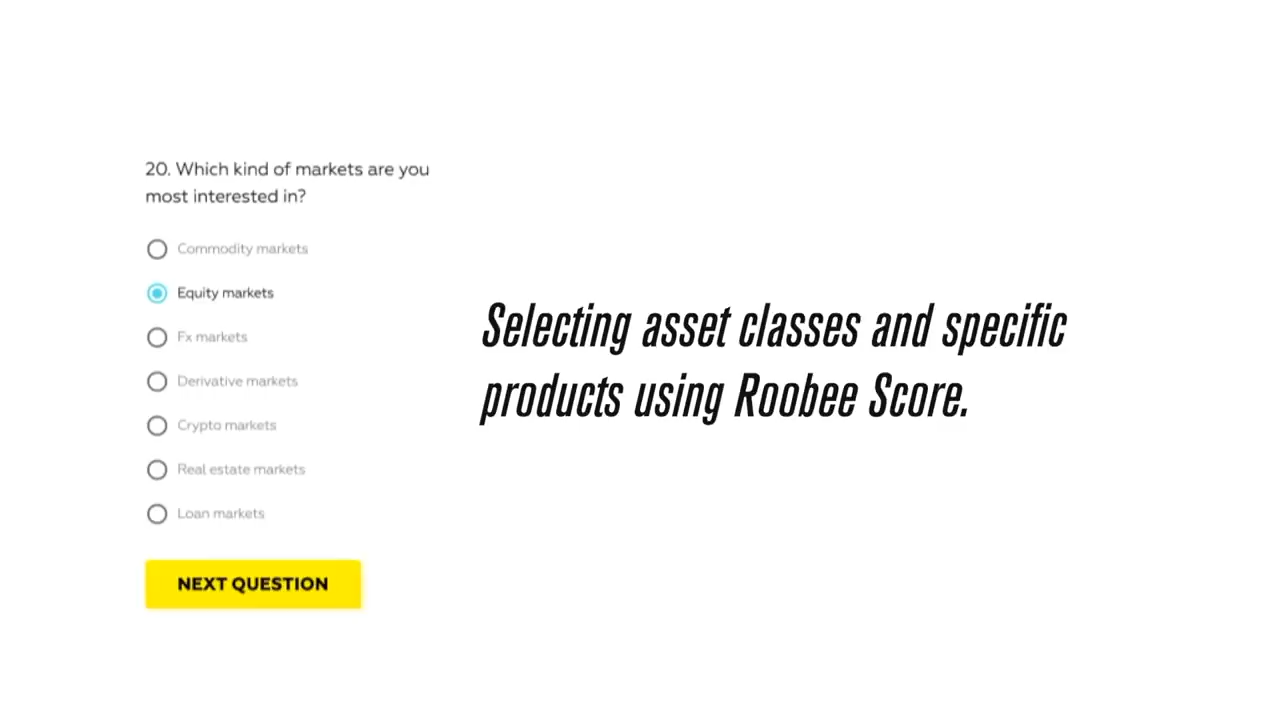 20. Which kind of markets are you
most interested in?
Commodity markets
Equity markets
Fx markets
Derivative markets
Crypto markets
Real estate markets
Loan markets
NEXT QUESTION
Selecting asset classes and specific
products using Roobee Score.